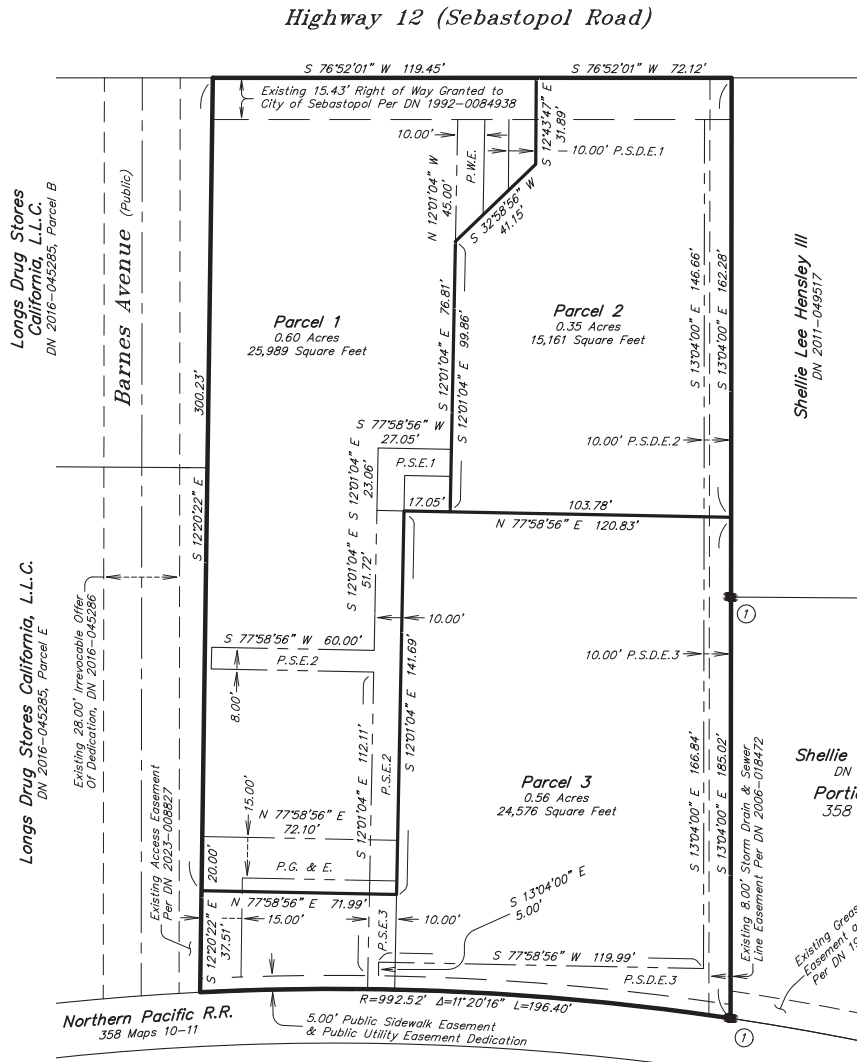 Highway 12 (Sebastopol Road)
S 76°52'01" W 119.45'
S 76°52'01" W 72.12'
Existing 15.43' Right of Way Granted to
City of Sebastopol Per DN 1992-0084938
10.00'
P.W.E.
S 12°43'47" E
31.89'
10.00' P.S.D.E.1
N 12°01'04" W
45.00'
S 32°58'56" W
41.15'
Longs Drug Stores
California, L.L.C.
DN 2016-045285, Parcel B
Barnes Avenue (Public)
Parcel 1
0.60 Acres
25,989 Square Feet
S 12°01'04" E 76.81'
S 12°01'04" E 99.86'
Parcel 2
0.35 Acres
15,161 Square Feet
S 13°04'00" E 146.66'
S 13°04'00" E 162.28'
Shellie Lee Hensley III
DN 2011-049517
300.23'
S 12°20'22" E
S 77°58'56" W
27.05'
P.S.E.1
S 12°01'04" E
23.06'
10.00' P.S.D.E.2
17.05'
103.78'
N 77°58'56" E 120.83'
S 12°01'04" E
51.72'
Longs Drug Stores California, L.L.C.
DN 2016-045285, Parcel E
Existing 28.00' Irrevocable Offer
Of Dedication, DN 2016-045286
10.00'
1
S 77°58'56" W 60.00'
P.S.E.2
8.00'
S 12°01'04" E 141.69'
10.00' P.S.D.E.3
S 12°01'04" E 112.11'
P.S.E.2
15.00'
N 77°58'56" E
72.10'
P.G. & E.
Parcel 3
0.56 Acres
24,576 Square Feet
S 13°04'00" E 166.84'
S 13°04'00" E 185.02'
Existing 8.00' Storm Drain & Sewer
Line Easement Per DN 2006-018472
Shellie
DN
Portio
358
Existing Access Easement
Per DN 2023-008827
20.00'
N 77°58'56" E 71.99'
S 12°20'22" E
37.51'
15.00'
P.S.E.3
10.00'
S 13°04'00" E
5.00'
S 77°58'56" W 119.99'
P.S.D.E.3
Existing Greas
Easement a
Per DN 19
R=992.52' Δ=11°20'16" L=196.40'
Northern Pacific R.R.
358 Maps 10-11
5.00' Public Sidewalk Easement
& Public Utility Easement Dedication
1